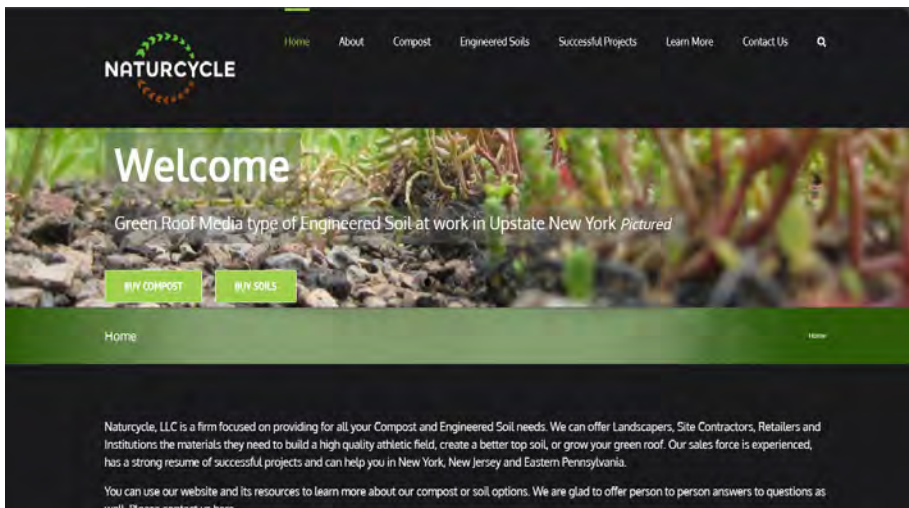 Home About Compost Engineered Soils Successful Projects Learn More Contact Us
NATURCYCLE
Welcome
Green Roof Media type of Engineered Soil at work in Upstate New York Pictured
BUY COMPOST BUY SOILS
Home Home
Naturcycle, LLC is a firm focused on providing for all your Compost and Engineered Soil needs. We can offer Landscapers, Site Contractors, Retailers and
Institutions the materials they need to build a high quality athletic field, create a better top soil, or grow your green roof. Our sales force is experienced,
has a strong resume of successful projects and can help you in New York, New Jersey and Eastern Pennsylvania.
You can use our website and its resources to learn more about our compost or soil options. We are glad to offer person to person answers to questions as
well. Please contact us here